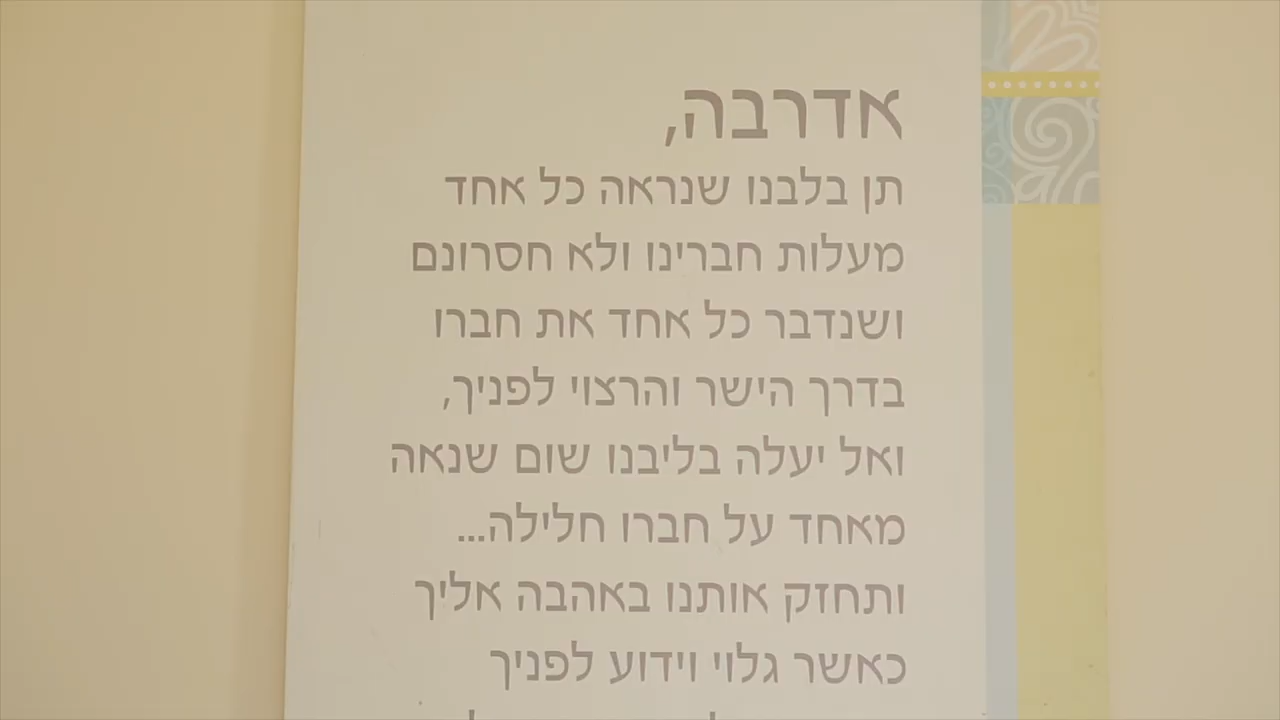 אדרבה,
תן בלבנו שנראה כל אחד
מעלות חברינו ולא חסרונם
ושנדבר כל אחד את חברו
בדרך הישר והרצוי לפניך,
ואל יעלה בליבנו שום שנאה
מאחד על חברו חלילה...
ותחזק אותנו באהבה אליך
כאשר גלוי וידוע לפניך